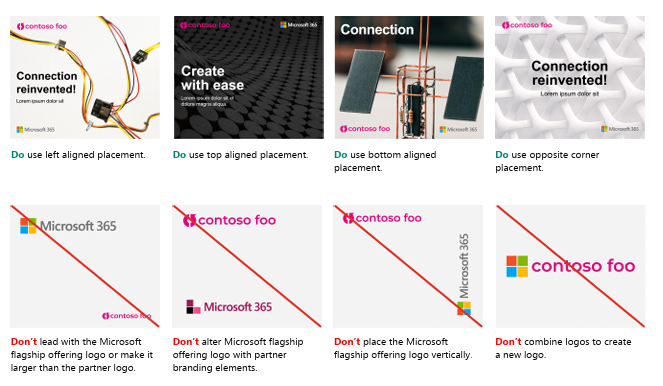 contoso foo
Connection
reinvented!
Lorem ipsum dolor sit
Microsoft 365
Do use left aligned placement.
contoso foo
Microsoft 365
Create
with ease
Lorem ipsum dolor sit et
dolore magna aliqua.
Do use top aligned placement.
Connection
contoso foo
Microsoft 365
Do use bottom aligned
placement.
contoso foo
Connection
reinvented!
Lorem ipsum dolor sit
Microsoft 365
Do use opposite corner
placement.
Microsoft 365
contoso foo
Don't lead with the Microsoft
flagship offering logo or make it
larger than the partner logo.
contoso foo
Microsoft 365
Don't alter Microsoft flagship
offering logo with partner
branding elements.
contoso foo
Microsoft 365
Don't place the Microsoft
flagship offering logo vertically.
contoso foo
Don't combine logos to create
a new logo.